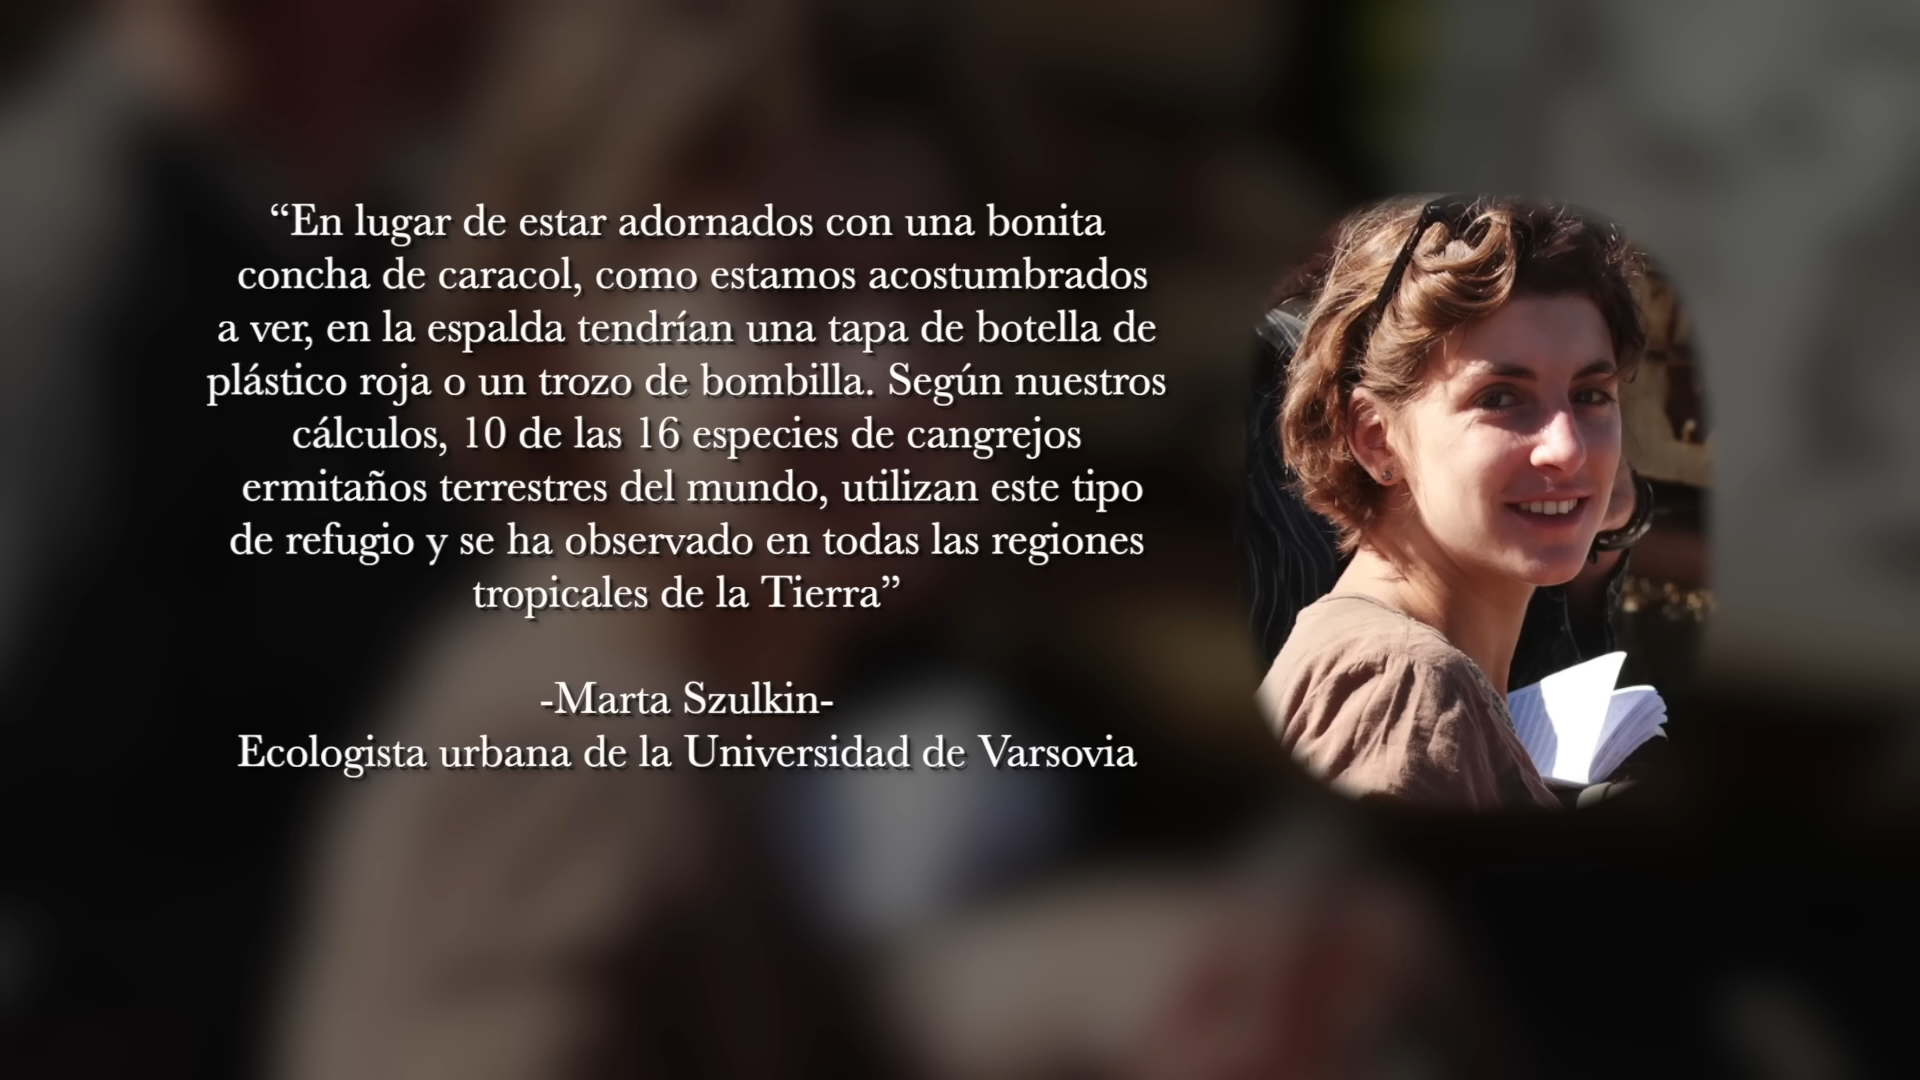 “En lugar de estar adornados con una bonita
concha de caracol, como estamos acostumbrados
a ver, en la espalda tendrían una tapa de botella de
plástico roja o un trozo de bombilla. Según nuestros
cálculos, 10 de las 16 especies de cangrejos
ermitaños terrestres del mundo, utilizan este tipo
de refugio y se ha observado en todas las regiones
tropicales de la Tierra”
-Marta Szulkin-
Ecologista urbana de la Universidad de Varsovia